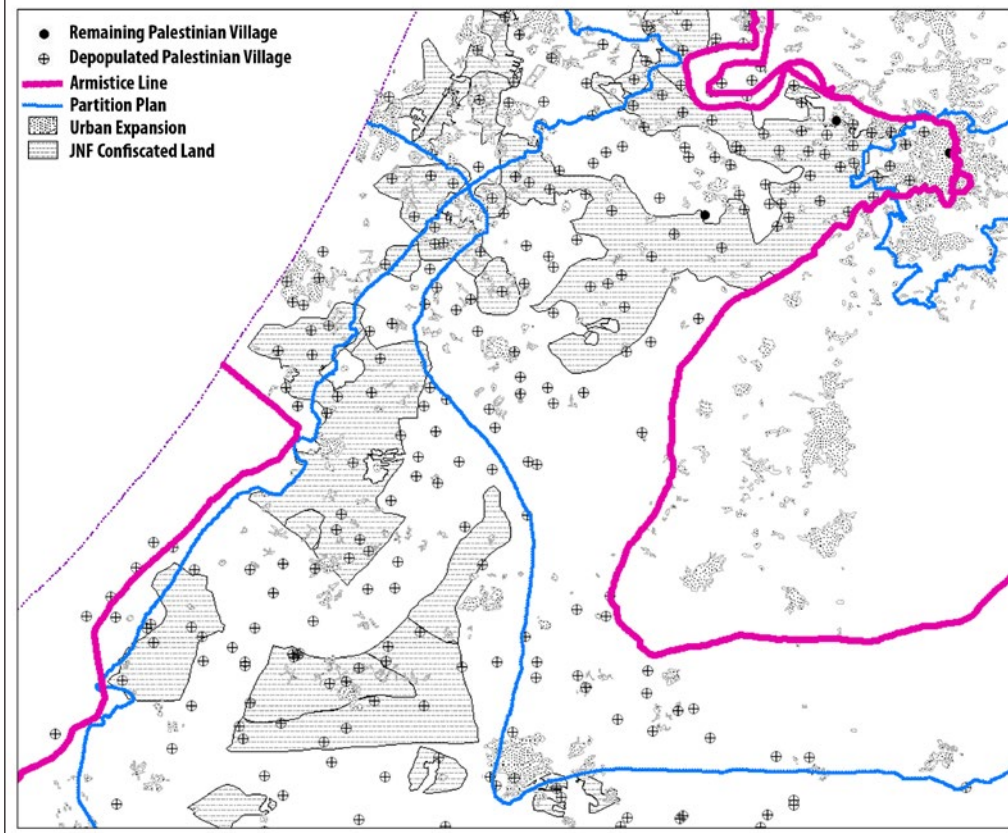 Remaining Palestinian Village
Depopulated Palestinian Village
Armistice Line
Partition Plan
Urban Expansion
JNF Confiscated Land